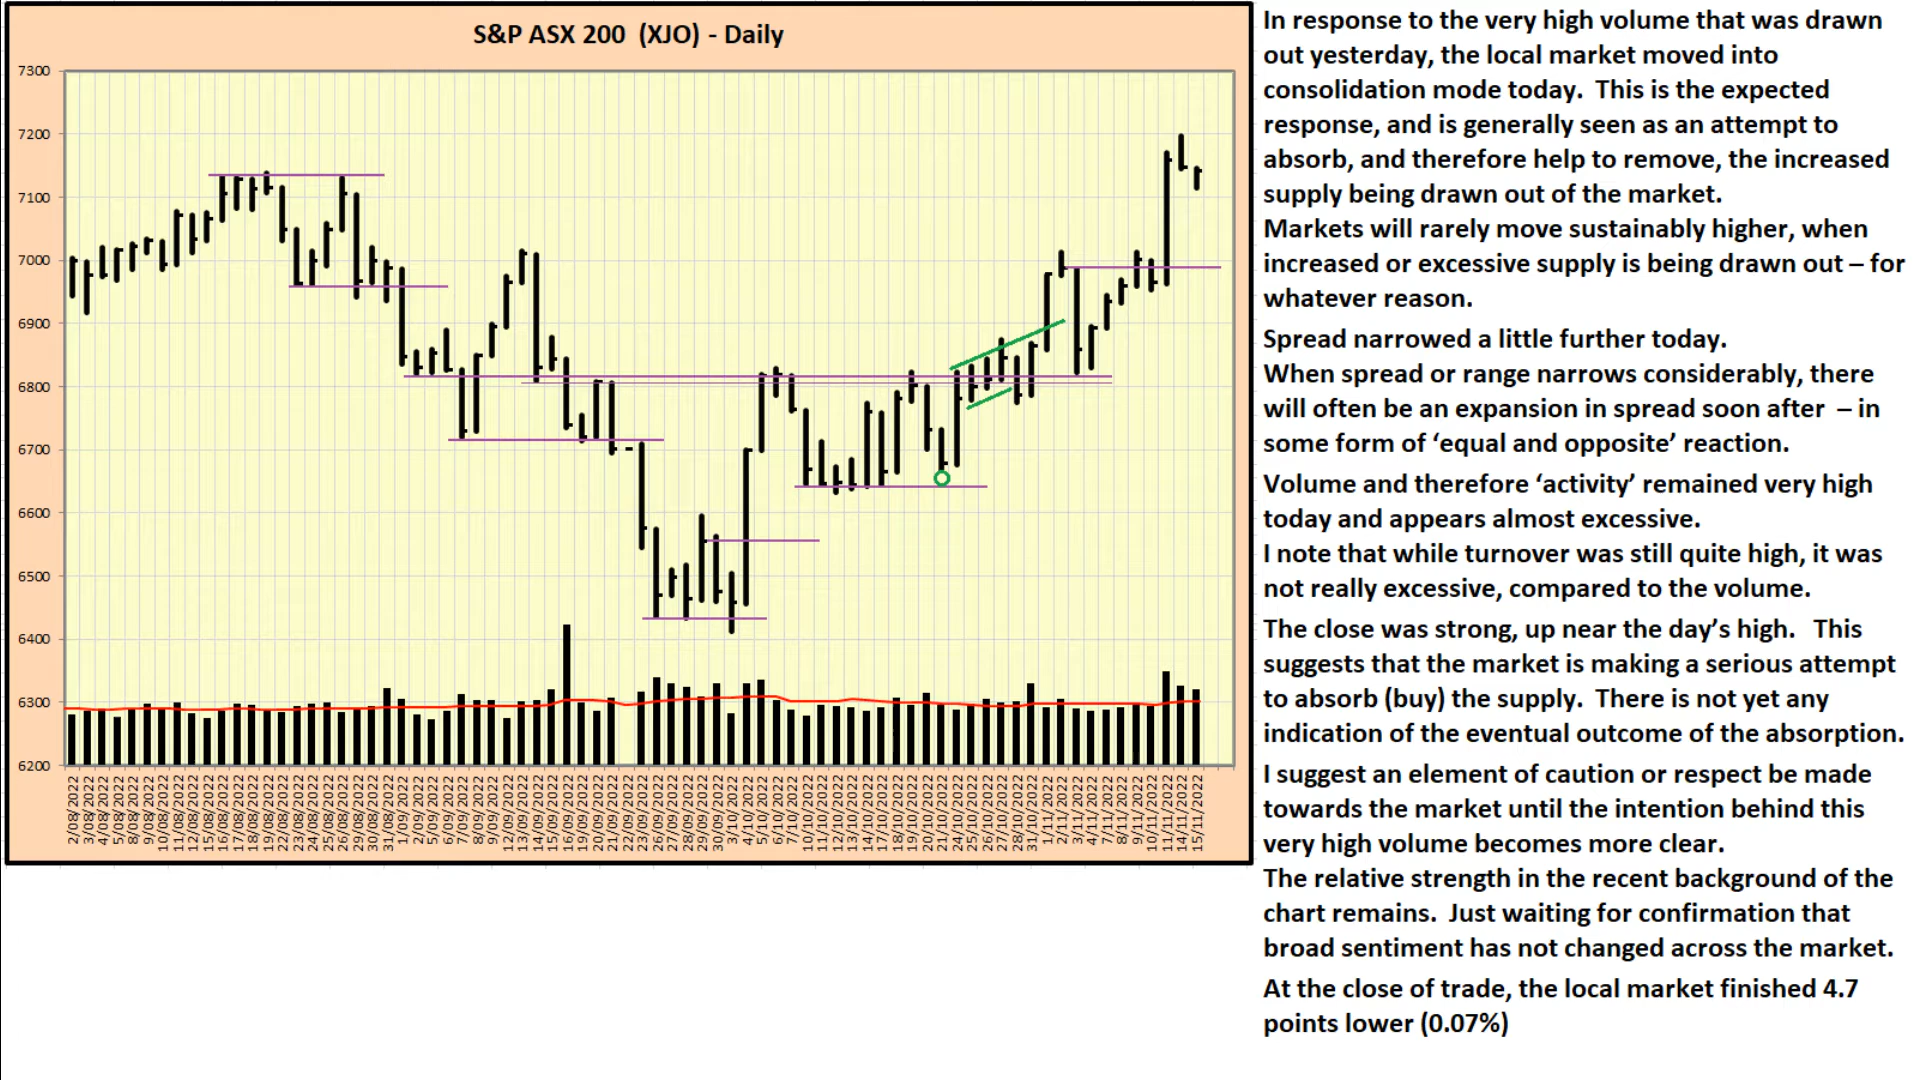 S&P ASX 200  (XJO) - Daily
7300
7200
7100
7000
6900
6800
6700
6600
6500
6400
6300
6200
2/08/2022
3/08/2022
4/08/2022
5/08/2022
8/08/2022
9/08/2022
10/08/2022
11/08/2022
12/08/2022
15/08/2022
16/08/2022
17/08/2022
18/08/2022
19/08/2022
22/08/2022
23/08/2022
24/08/2022
25/08/2022
26/08/2022
29/08/2022
30/08/2022
31/08/2022
1/09/2022
2/09/2022
5/09/2022
6/09/2022
7/09/2022
8/09/2022
9/09/2022
12/09/2022
13/09/2022
14/09/2022
15/09/2022
16/09/2022
19/09/2022
20/09/2022
21/09/2022
22/09/2022
23/09/2022
26/09/2022
27/09/2022
28/09/2022
29/09/2022
30/09/2022
3/10/2022
4/10/2022
5/10/2022
6/10/2022
7/10/2022
10/10/2022
11/10/2022
12/10/2022
13/10/2022
14/10/2022
17/10/2022
18/10/2022
19/10/2022
20/10/2022
21/10/2022
24/10/2022
25/10/2022
26/10/2022
27/10/2022
28/10/2022
31/10/2022
1/11/2022
2/11/2022
3/11/2022
4/11/2022
7/11/2022
8/11/2022
9/11/2022
10/11/2022
11/11/2022
14/11/2022
15/11/2022
In response to the very high volume that was drawn
out yesterday, the local market moved into
consolidation mode today.  This is the expected
response, and is generally seen as an attempt to
absorb, and therefore help to remove, the increased
supply being drawn out of the market.
Markets will rarely move sustainably higher, when
increased or excessive supply is being drawn out – for
whatever reason.
Spread narrowed a little further today.
When spread or range narrows considerably, there
will often be an expansion in spread soon after  – in
some form of ‘equal and opposite’ reaction.
Volume and therefore ‘activity’ remained very high
today and appears almost excessive.
I note that while turnover was still quite high, it was
not really excessive, compared to the volume.
The close was strong, up near the day’s high.   This
suggests that the market is making a serious attempt
to absorb (buy) the supply.  There is not yet any
indication of the eventual outcome of the absorption.
I suggest an element of caution or respect be made
towards the market until the intention behind this
very high volume becomes more clear.
The relative strength in the recent background of the
chart remains.  Just waiting for confirmation that
broad sentiment has not changed across the market.
At the close of trade, the local market finished 4.7
points lower (0.07%)